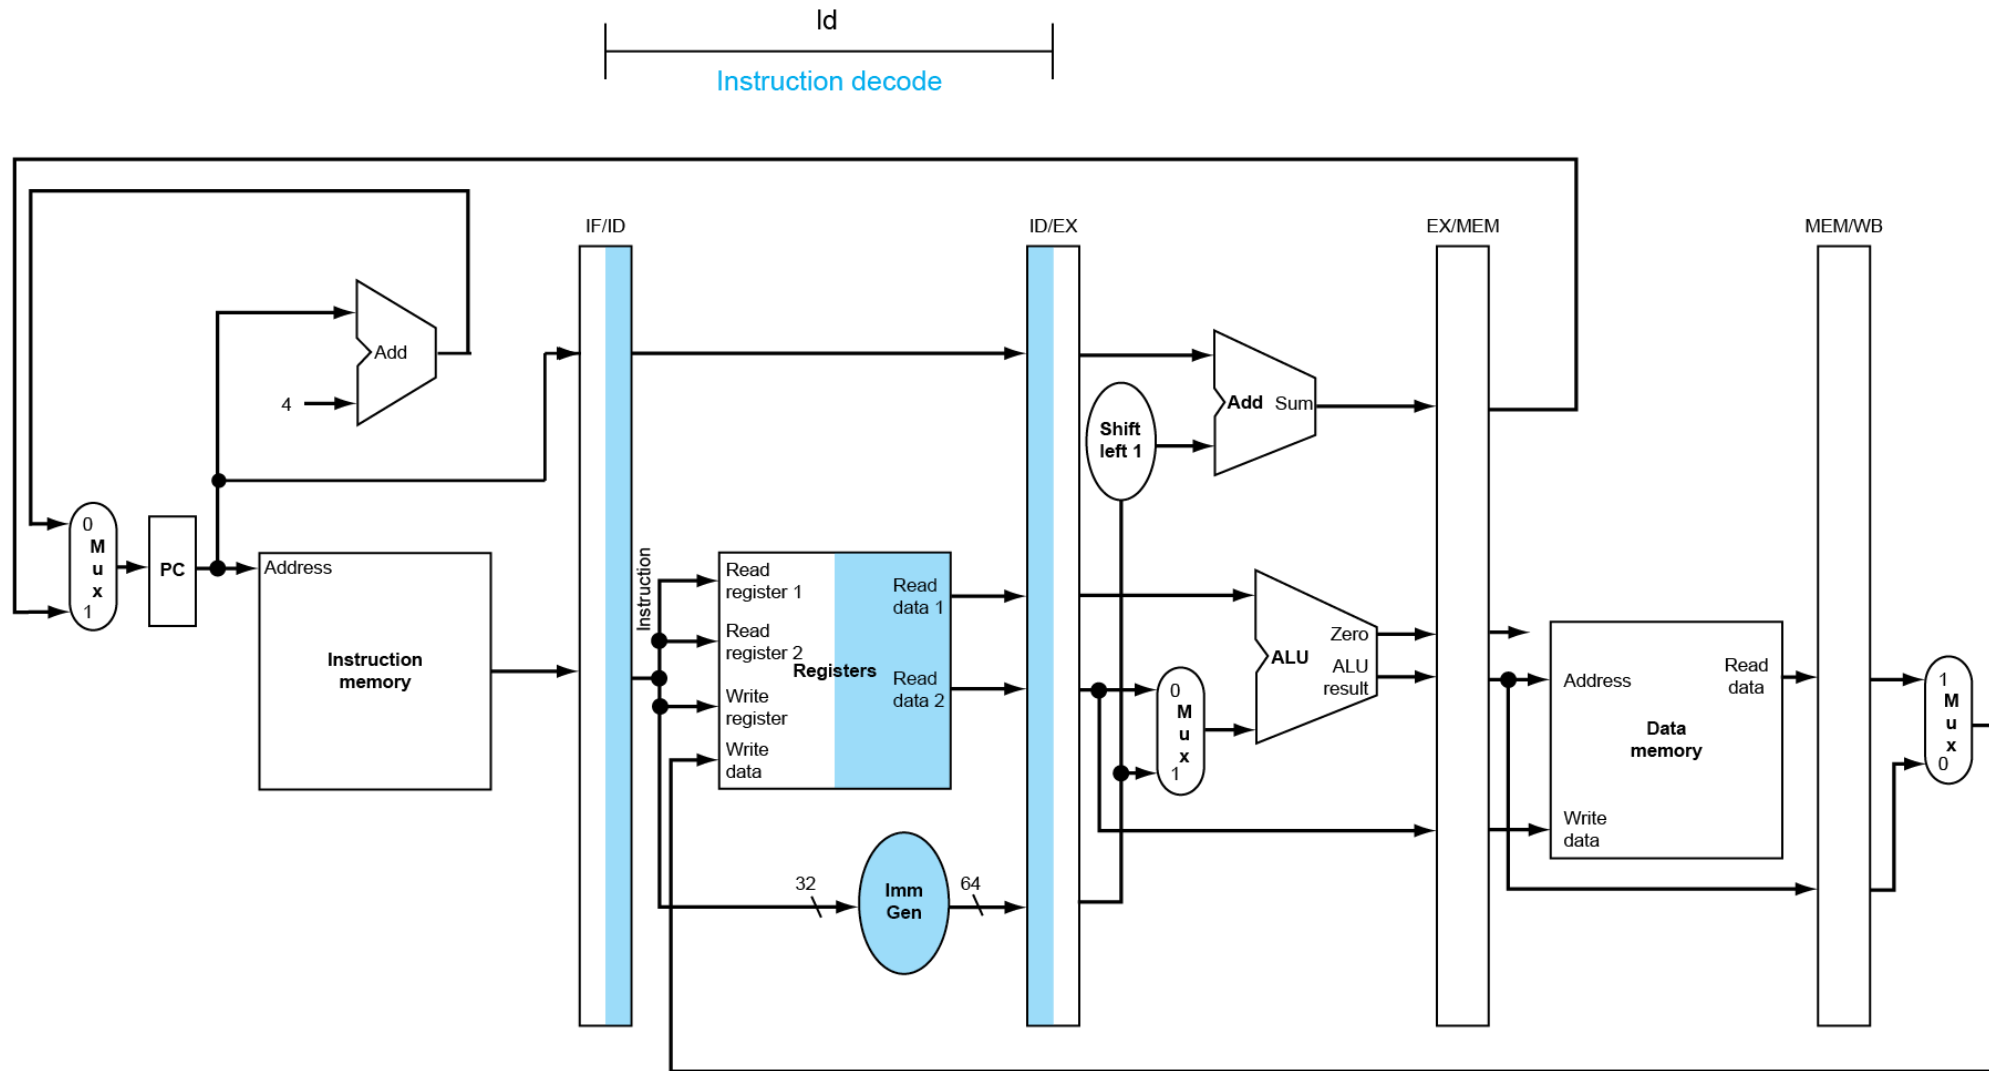 ld
Instruction decode
IF/ID
ID/EX
EX/MEM
MEM/WB
Add
4
0
M
u
x
1
PC
Address
Instruction
memory
Instruction
Read
register 1
Read
register 2
Write
register
Write
data
Registers
Read
data 1
Read
data 2
32
Imm
Gen
64
Shift
left 1
Add Sum
0
M
u
x
1
ALU
Zero
ALU
result
Address
Write
data
Data
memory
Read
data
1
M
u
x
0